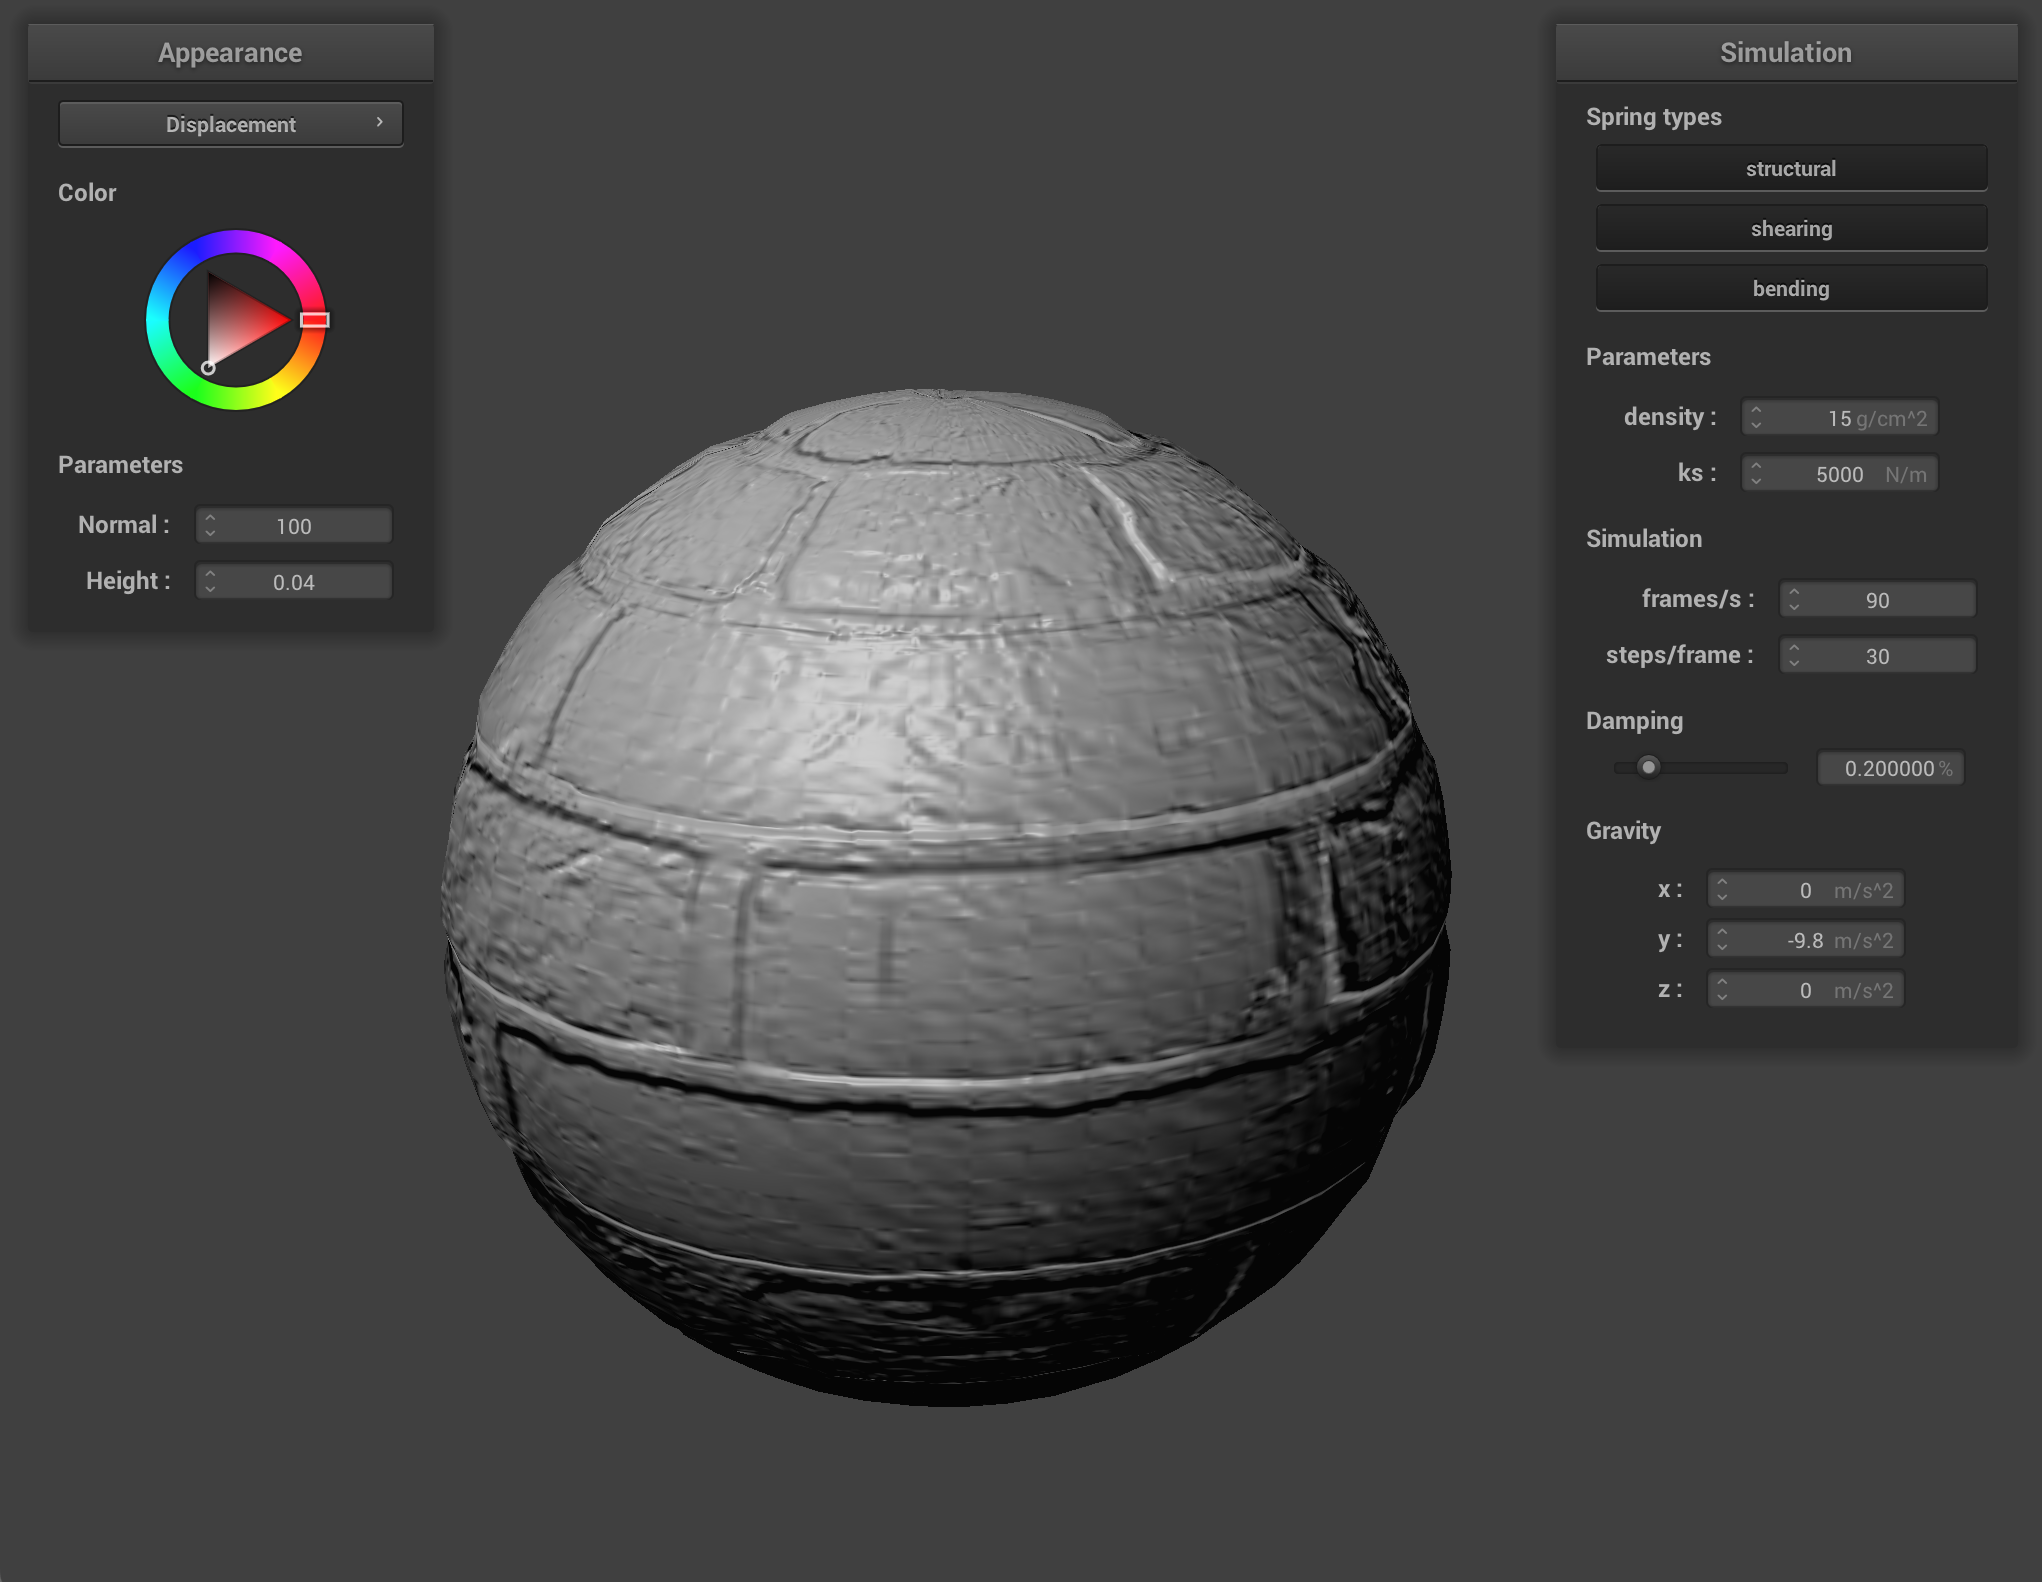 Appearance
Displacement
Color
Parameters
Normal : 100
Height : 0.04
Simulation
Spring types
structural
shearing
bending
Parameters
density : 15 g/cm^2
ks : 5000 N/m
Simulation
frames/s : 90
steps/frame : 30
Damping
0.200000 %
Gravity
x : 0 m/s^2
y : -9.8 m/s^2
z : 0 m/s^2